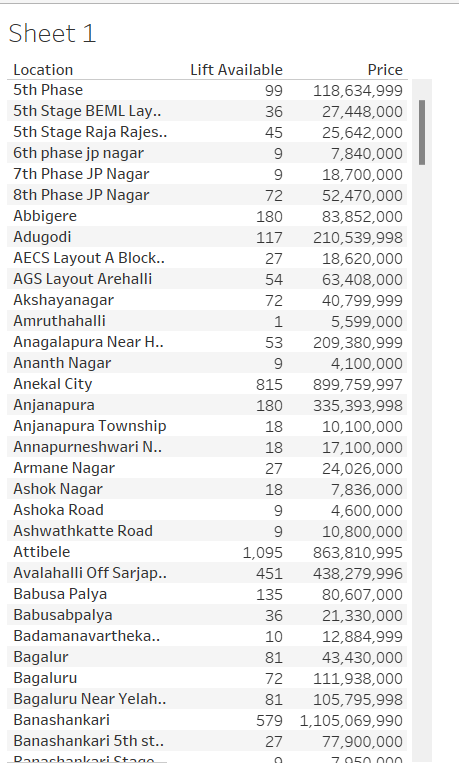 Sheet 1
Location Lift Available Price
5th Phase 99 118,634,999
5th Stage BEML Lay.. 36 27,448,000
5th Stage Raja Rajes.. 45 25,642,000
6th phase jp nagar 9 7,840,000
7th Phase JP Nagar 9 18,700,000
8th Phase JP Nagar 72 52,470,000
Abbigere 180 83,852,000
Adugodi 117 210,539,998
AECS Layout A Block.. 27 18,620,000
AGS Layout Arehalli 54 63,408,000
Akshayanagar 72 40,799,999
Amruthahalli 1 5,599,000
Anagalapura Near H.. 53 209,380,999
Ananth Nagar 9 4,100,000
Anekal City 815 899,759,997
Anjanapura 180 335,393,998
Anjanapura Township 18 10,100,000
Annapurneshwari N.. 18 17,100,000
Armane Nagar 27 24,026,000
Ashok Nagar 18 7,836,000
Ashoka Road 9 4,600,000
Ashwathkatte Road 9 10,800,000
Attibele 1,095 863,810,995
Avalahalli Off Sarjap.. 451 438,279,996
Babusa Palya 135 80,607,000
Babusabpalya 36 21,330,000
Badamanavartheka.. 10 12,884,999
Bagalur 81 43,430,000
Bagaluru 72 111,938,000
Bagaluru Near Yelah.. 81 105,795,998
Banashankari 579 1,105,069,990
Banashankari 5th st.. 27 77,900,000
Banashankari Stage 9 7,950,000